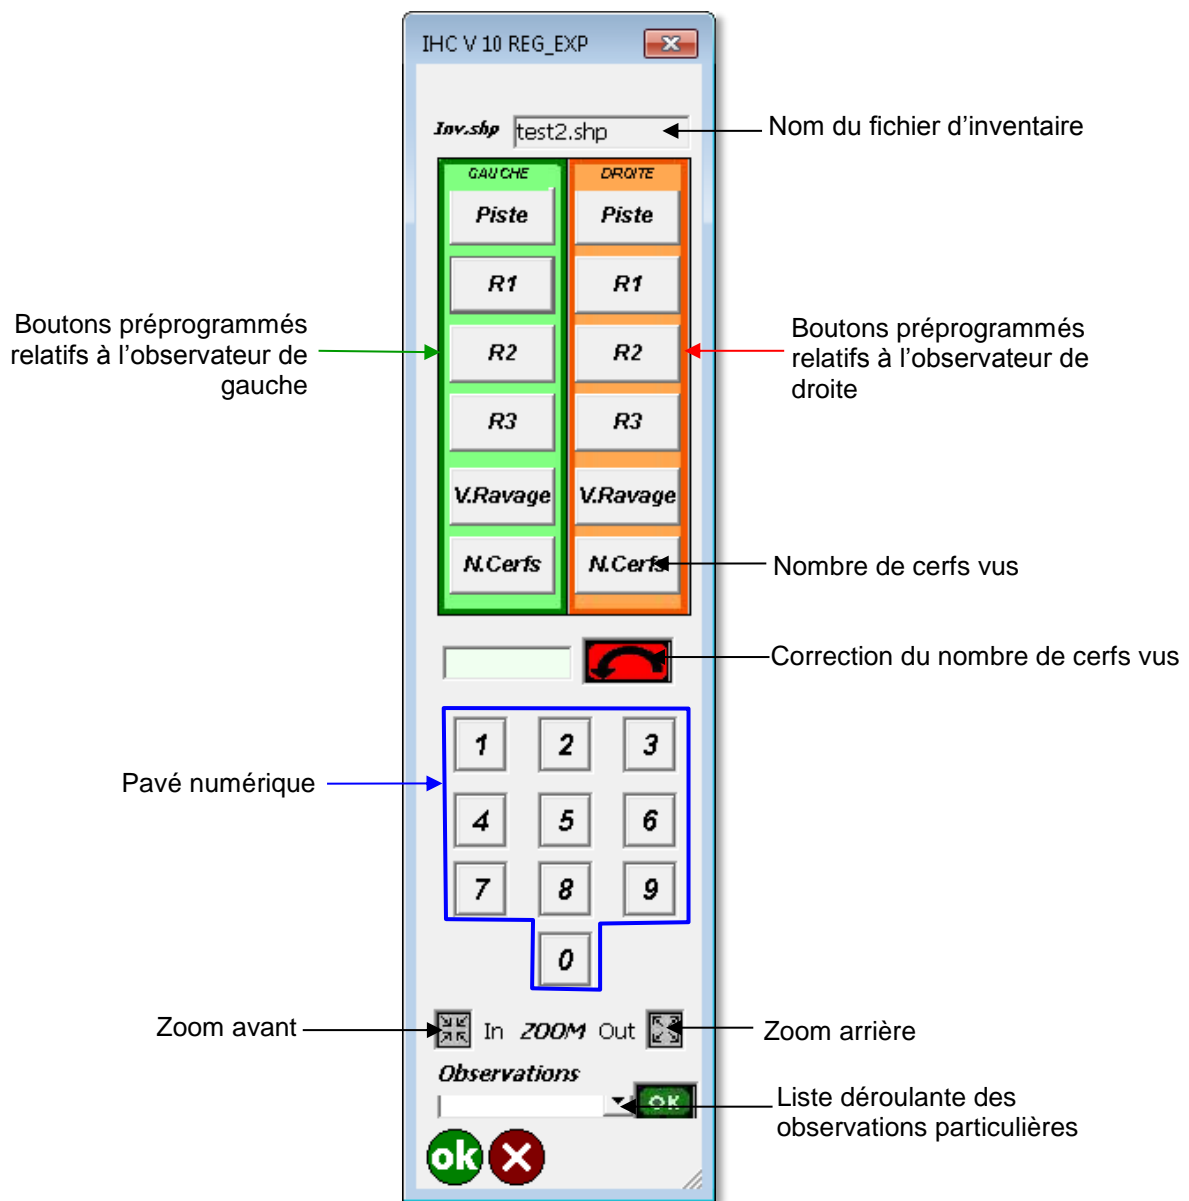 IHC V 10 REG_EXP
Inv.shp test2.shp
Nom du fichier d’inventaire
GAUCHE DROITE
Piste Piste
R1 R1
Boutons préprogrammés
relatifs à l’observateur de
gauche
R2 R2
Boutons préprogrammés
relatifs à l’observateur de
droite
R3 R3
V.Ravage V.Ravage
N.Cerfs N.Cerfs
Nombre de cerfs vus
Correction du nombre de cerfs vus
1 2 3
Pavé numérique
4 5 6
7 8 9
0
Zoom avant
In ZOOM Out
Zoom arrière
Observations
OK
Liste déroulante des
observations particulières
ok